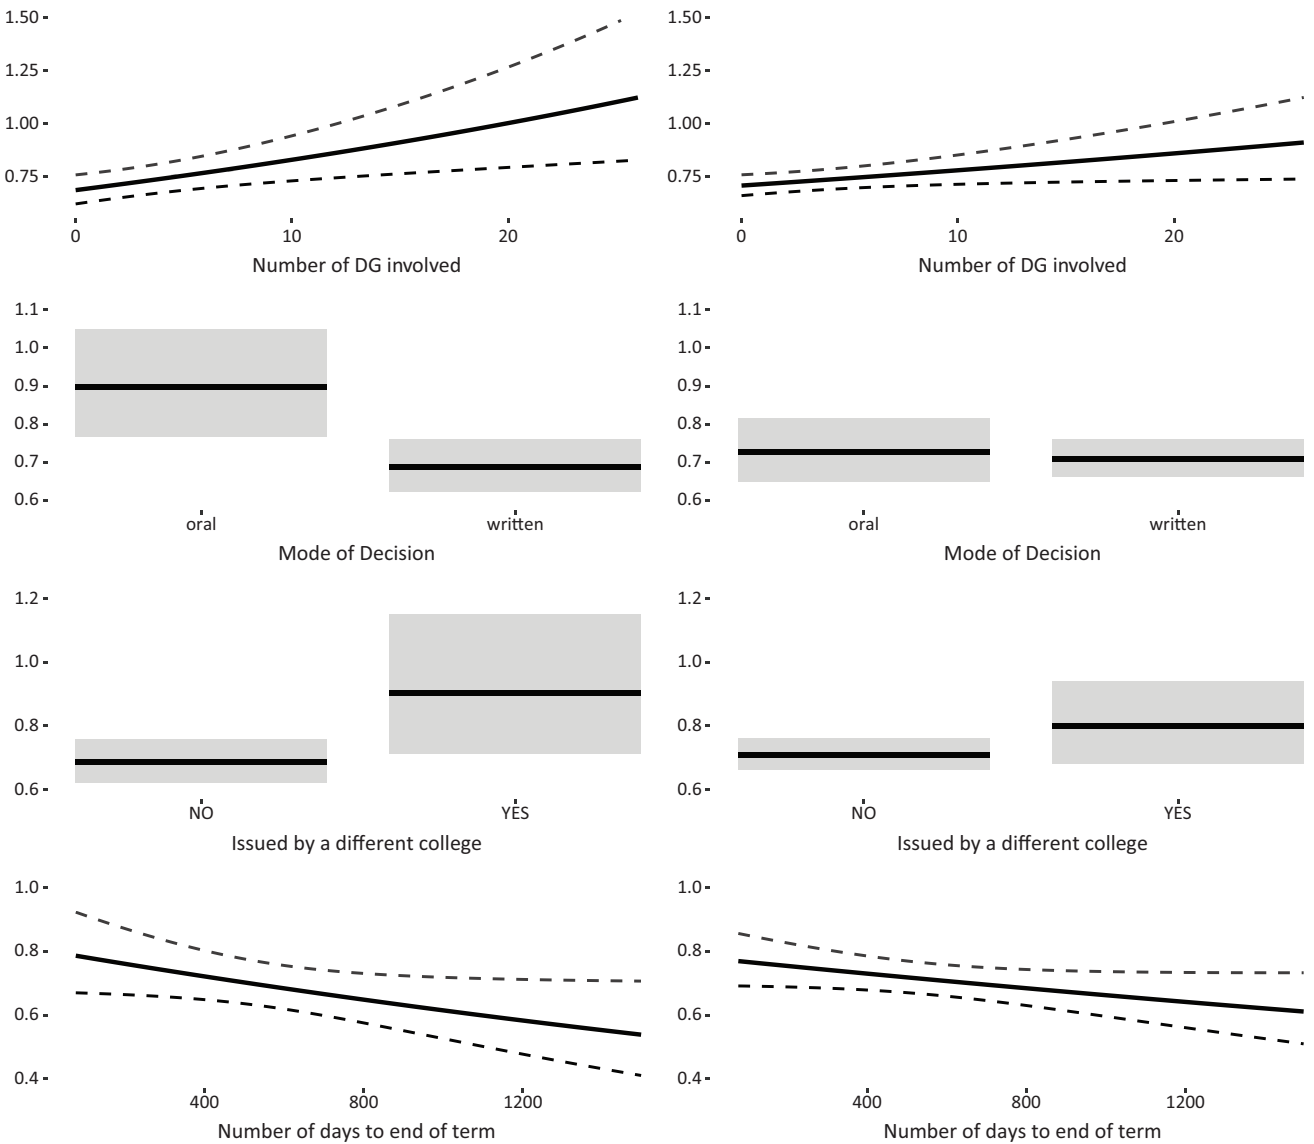 1.50
1.25
1.00
0.75
0 10 20
Number of DG involved
1.50
1.25
1.00
0.75
0 10 20
Number of DG involved
1.1
1.0
0.9
0.8
0.7
0.6
oral written
Mode of Decision
1.1
1.0
0.9
0.8
0.7
0.6
oral written
Mode of Decision
1.2
1.0
0.8
0.6
NO YES
Issued by a different college
1.2
1.0
0.8
0.6
NO YES
Issued by a different college
1.0
0.8
0.6
0.4
400 800 1200
Number of days to end of term
1.0
0.8
0.6
0.4
400 800 1200
Number of days to end of term